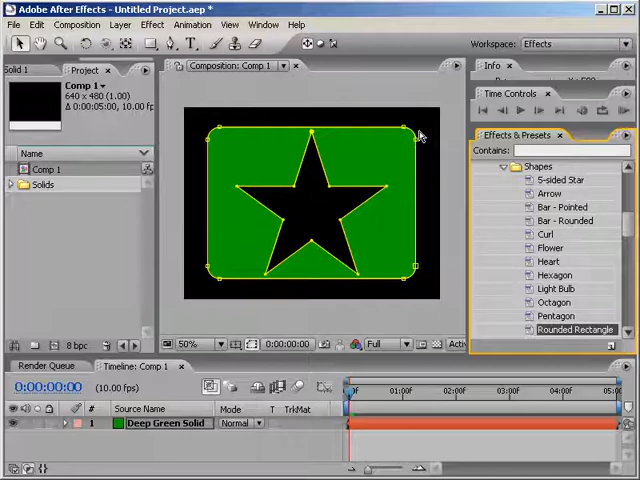 Adobe After Effects - Untitled Project.aep *
File Edit Composition Layer Effect Animation View Window Help
Workspace: Effects
Solid 1
Project
Composition: Comp 1
Info
Comp 1
640 x 480 (1.00)
Δ 0:00:05:00, 10.00 fp
Time Controls
Effects & Presets
Contains:
Name
Comp 1
Solids
Shapes
5-sided Star
Arrow
Bar - Pointed
Bar - Rounded
Curl
Flower
Heart
Hexagon
Light Bulb
Octagon
Pentagon
Rounded Rectangle
8 bpc
50%
0:00:00:00
Full
Activ
Render Queue
Timeline: Comp 1
0:00:00:00
(10.00 fps)
# Source Name Mode T TrkMat
01:00f 02:00f 03:00f 04:00f 05:00
1 Deep Green Solid Normal